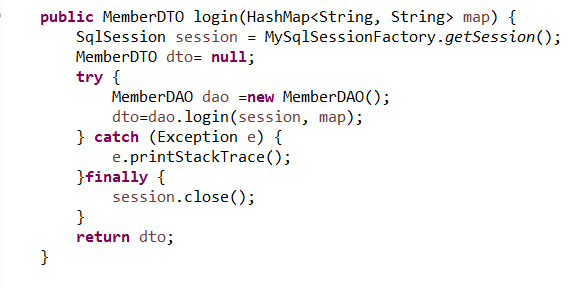 public MemberDTO login(HashMap<String, String> map) {
SqlSession session = MySqlSessionFactory.getSession();
MemberDTO dto= null;
try {
MemberDAO dao =new MemberDAO();
dto=dao.login(session, map);
} catch (Exception e) {
e.printStackTrace();
}finally {
session.close();
}
return dto;
}